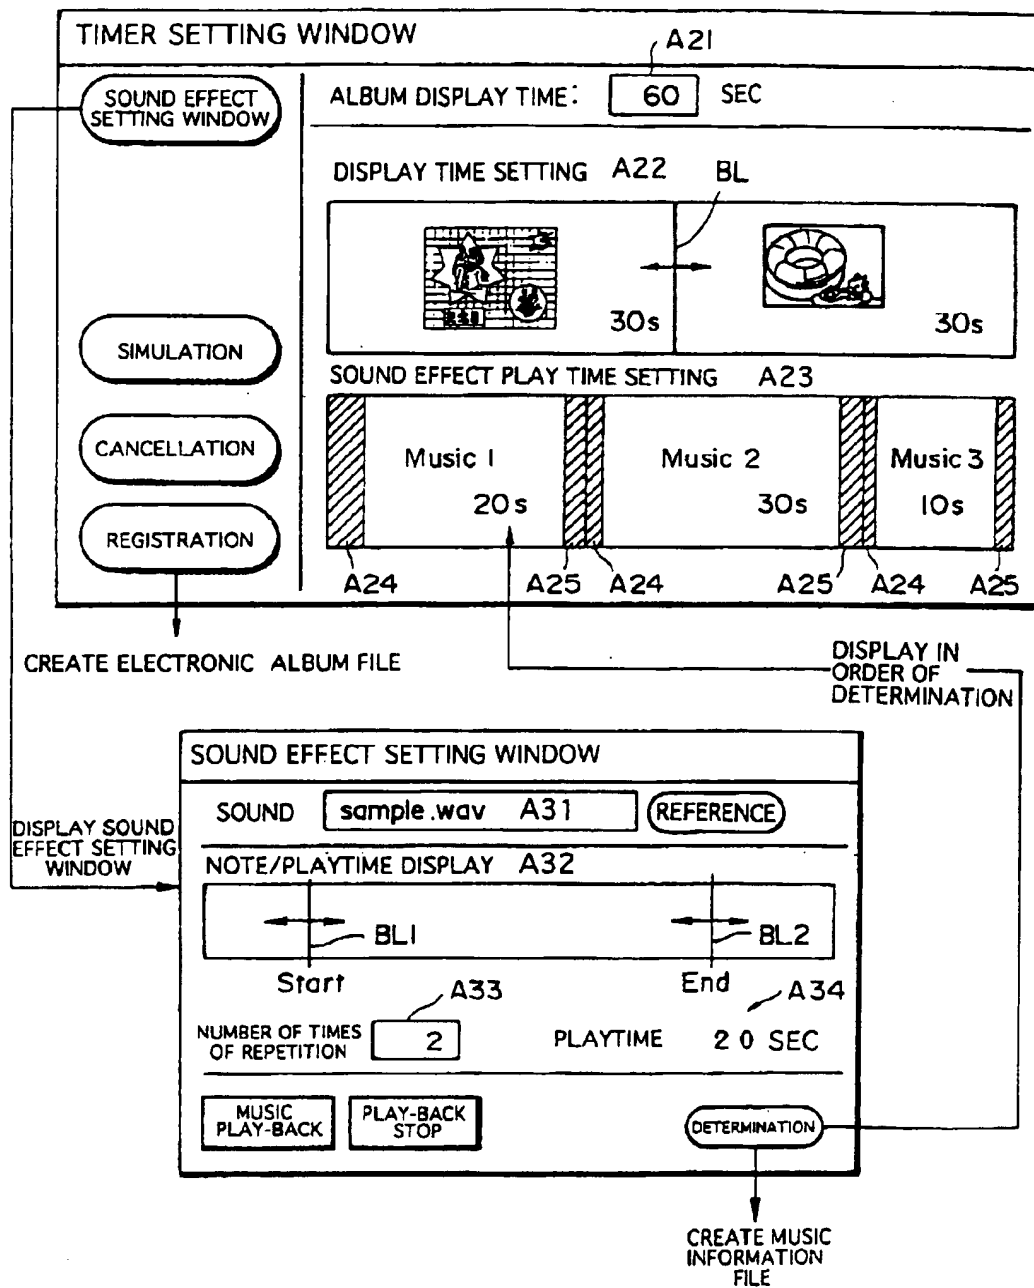 TIMER SETTING WINDOW
A21
SOUND EFFECT
SETTING WINDOW
ALBUM DISPLAY TIME: 60 SEC
DISPLAY TIME SETTING A22 BL
30s
30s
SIMULATION
SOUND EFFECT PLAY TIME SETTING A23
CANCELLATION
Music 1
20s
Music 2
30s
Music 3
10s
REGISTRATION
A24 A25 A24 A25 A24 A25
CREATE ELECTRONIC ALBUM FILE
DISPLAY IN
ORDER OF
DETERMINATION
SOUND EFFECT SETTING WINDOW
SOUND sample.wav A31 REFERENCE
DISPLAY SOUND
EFFECT SETTING
WINDOW
NOTE/PLAYTIME DISPLAY A32
BL1 BL2
Start End
A33 A34
NUMBER OF TIMES
OF REPETITION
2
PLAYTIME 20 SEC
MUSIC
PLAY-BACK
PLAY-BACK
STOP
DETERMINATION
CREATE MUSIC
INFORMATION
FILE